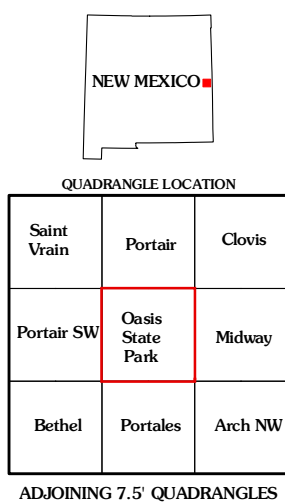 NEW MEXICO
QUADRANGLE LOCATION
Saint
Vrain
Portair
Clovis
Portair SW
Oasis
State
Park
Midway
Bethel
Portales
Arch NW
ADJOINING 7.5' QUADRANGLES